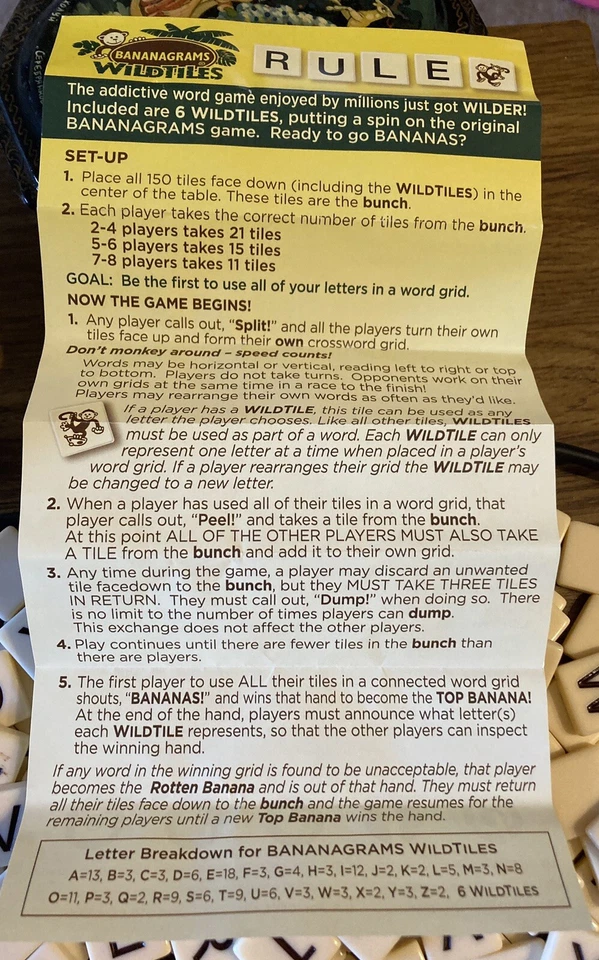 BANANAGRAMS
WILDTILES
RULE
The addictive word game enjoyed by millions just got WILDER!
Included are 6 WILDTILES, putting a spin on the original
BANANAGRAMS game. Ready to go BANANAS?
SET-UP
1. Place all 150 tiles face down (including the WILDTILES) in the
center of the table. These tiles are the bunch.
2. Each player takes the correct number of tiles from the bunch.
2-4 players takes 21 tiles
5-6 players takes 15 tiles
7-8 players takes 11 tiles
GOAL: Be the first to use all of your letters in a word grid.
NOW THE GAME BEGINS!
1. Any player calls out, “Split!” and all the players turn their own
tiles face up and form their own crossword grid.
Don’t monkey around – speed counts!
Words may be horizontal or vertical, reading left to right or top
to bottom. Players do not take turns. Opponents work on their
own grids at the same time in a race to the finish!
Players may rearrange their own words as often as they’d like.
If a player has a WILDTILE, this tile can be used as any
letter the player chooses. Like all other tiles, WILDTILES
must be used as part of a word. Each WILDTILE can only
represent one letter at a time when placed in a player’s
word grid. If a player rearranges their grid the WILDTILE may
be changed to a new letter.
2. When a player has used all of their tiles in a word grid, that
player calls out, “Peel!” and takes a tile from the bunch.
At this point ALL OF THE OTHER PLAYERS MUST ALSO TAKE
A TILE from the bunch and add it to their own grid.
3. Any time during the game, a player may discard an unwanted
tile facedown to the bunch, but they MUST TAKE THREE TILES
IN RETURN. They must call out, “Dump!” when doing so. There
is no limit to the number of times players can dump.
This exchange does not affect the other players.
4. Play continues until there are fewer tiles in the bunch than
there are players.
5. The first player to use ALL their tiles in a connected word grid
shouts, “BANANAS!” and wins that hand to become the TOP BANANA!
At the end of the hand, players must announce what letter(s)
each WILDTILE represents, so that the other players can inspect
the winning hand.
If any word in the winning grid is found to be unacceptable, that player
becomes the Rotten Banana and is out of that hand. They must return
all their tiles face down to the bunch and the game resumes for the
remaining players until a new Top Banana wins the hand.
Letter Breakdown for BANANAGRAMS WILDTILES
A=13, B=3, C=3, D=6, E=18, F=3, G=4, H=3, I=12, J=2, K=2, L=5, M=3, N=8
O=11, P=3, Q=2, R=9, S=6, T=9, U=6, V=3, W=3, X=2, Y=3, Z=2, 6 WILDTILES